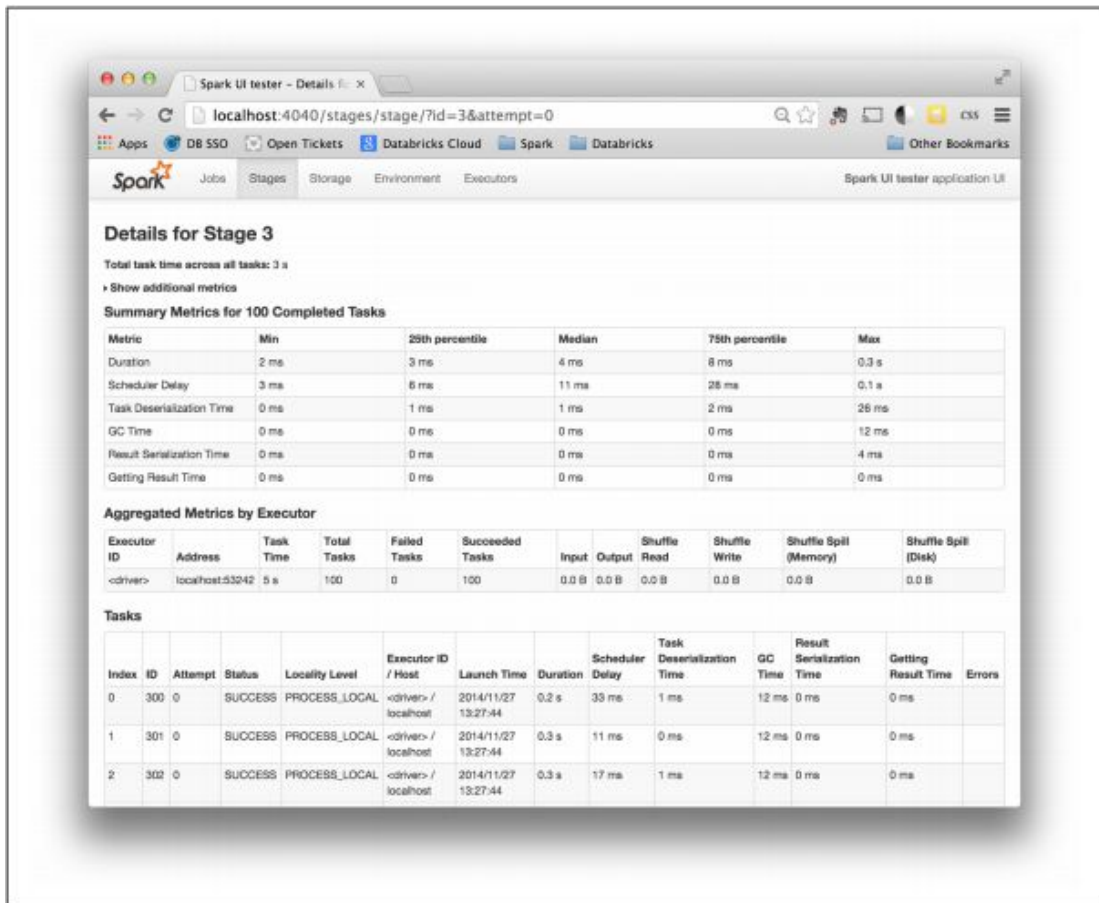 Spark UI tester - Details f
localhost:4040/stages/stage/?id=3&attempt=0
CSS
Apps DB SSO Open Tickets Databricks Cloud Spark Databricks Other Bookmarks
Spark Jobs Stages Storage Environment Executors Spark UI tester application UI
Details for Stage 3
Total task time across all tasks: 3 s
Show additional metrics
Summary Metrics for 100 Completed Tasks
Metric Min 25th percentile Median 75th percentile Max
Duration 2 ms 3 ms 4 ms 8 ms 0.3 s
Scheduler Delay 3 ms 6 ms 11 ms 28 ms 0.1 s
Task Deserialization Time 0 ms 1 ms 1 ms 2 ms 26 ms
GC Time 0 ms 0 ms 0 ms 0 ms 12 ms
Result Serialization Time 0 ms 0 ms 0 ms 0 ms 4 ms
Getting Result Time 0 ms 0 ms 0 ms 0 ms 0 ms
Aggregated Metrics by Executor
Executor ID Address Task Time Total Tasks Failed Tasks Succeeded Tasks Input Output Shuffle Read Shuffle Write Shuffle Spill (Memory) Shuffle Spill (Disk)
<driver> localhost:53242 5 s 100 0 100 0.0 B 0.0 B 0.0 B 0.0 B 0.0 B 0.0 B
Tasks
Index ID Attempt Status Locality Level Executor ID / Host Launch Time Duration Scheduler Delay Task Deserialization Time GC Time Result Serialization Time Getting Result Time Errors
0 300 0 SUCCESS PROCESS_LOCAL <driver> / localhost 2014/11/27 13:27:44 0.2 s 33 ms 1 ms 12 ms 0 ms 0 ms
1 301 0 SUCCESS PROCESS_LOCAL <driver> / localhost 2014/11/27 13:27:44 0.3 s 11 ms 0 ms 12 ms 0 ms 0 ms
2 302 0 SUCCESS PROCESS_LOCAL <driver> / localhost 2014/11/27 13:27:44 0.3 s 17 ms 1 ms 12 ms 0 ms 0 ms